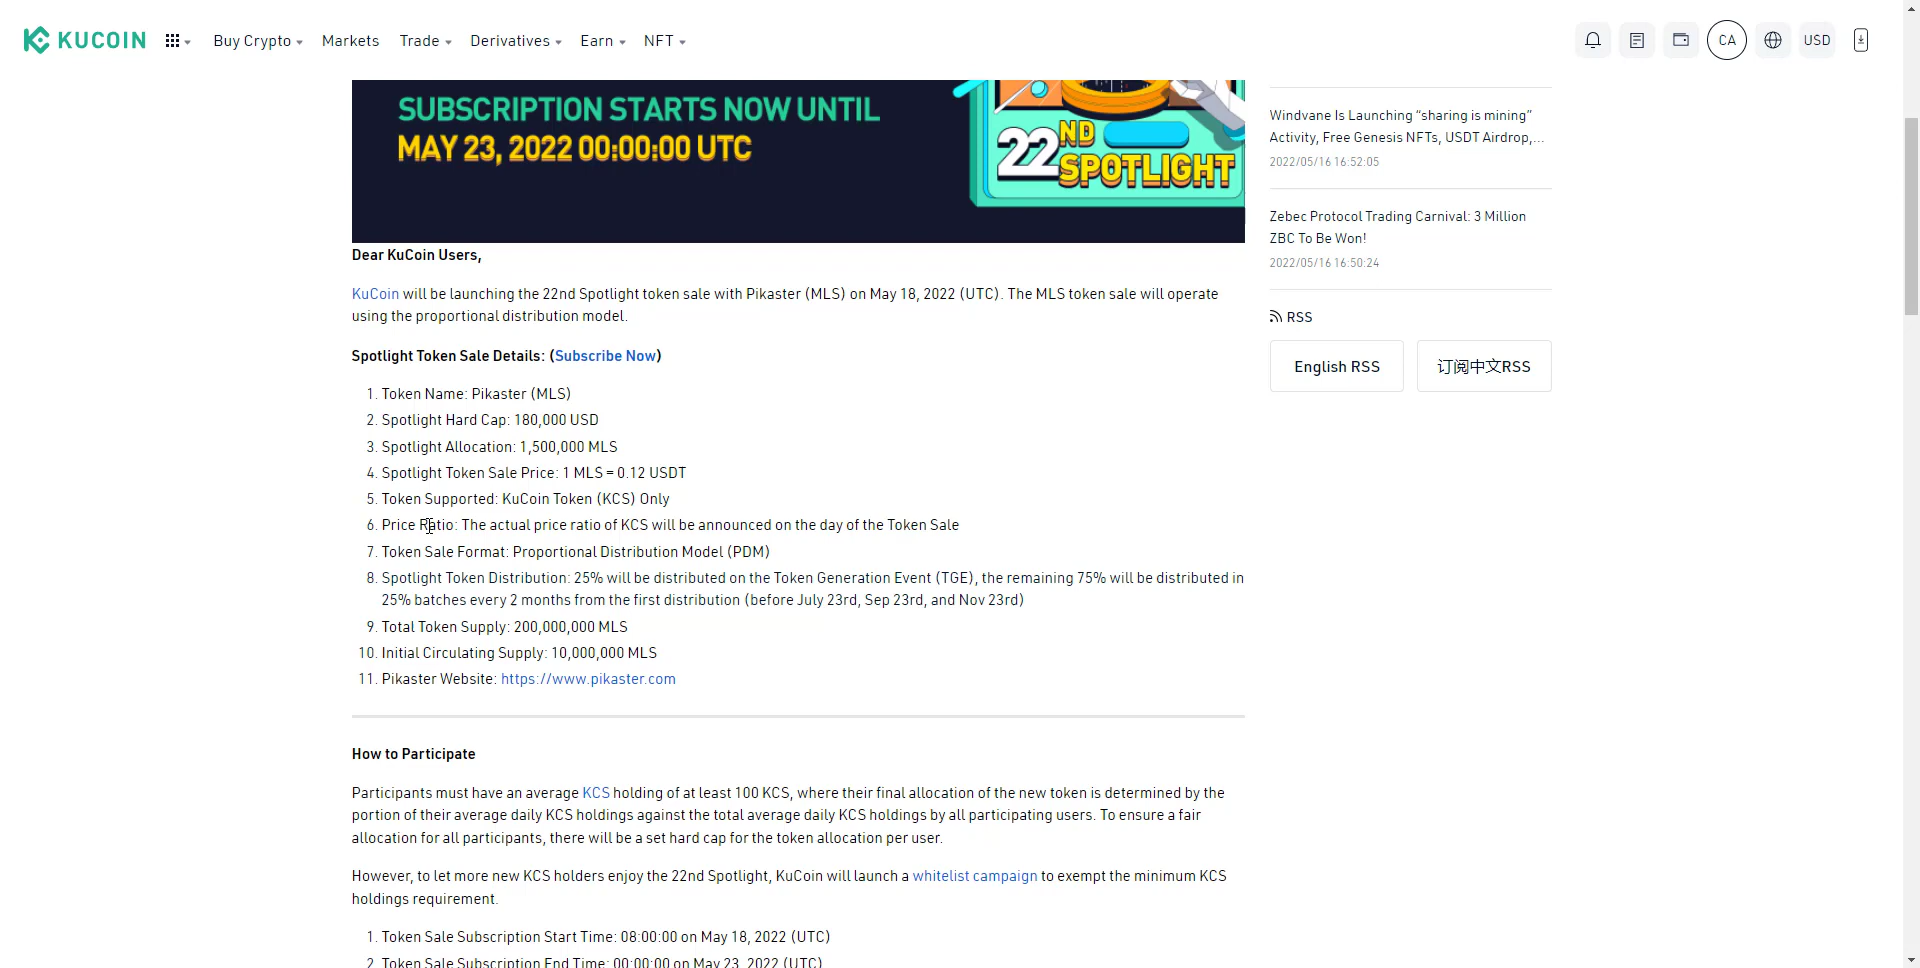 KUCOIN
Buy Crypto
Markets
Trade
Derivatives
Earn
NFT
CA
USD
SUBSCRIPTION STARTS NOW UNTIL
MAY 23, 2022 00:00:00 UTC
22ND
SPOTLIGHT
Dear KuCoin Users,
KuCoin will be launching the 22nd Spotlight token sale with Pikaster (MLS) on May 18, 2022 (UTC). The MLS token sale will operate
using the proportional distribution model.
Spotlight Token Sale Details: (Subscribe Now)
1. Token Name: Pikaster (MLS)
2. Spotlight Hard Cap: 180,000 USD
3. Spotlight Allocation: 1,500,000 MLS
4. Spotlight Token Sale Price: 1 MLS = 0.12 USDT
5. Token Supported: KuCoin Token (KCS) Only
6. Price Ratio: The actual price ratio of KCS will be announced on the day of the Token Sale
7. Token Sale Format: Proportional Distribution Model (PDM)
8. Spotlight Token Distribution: 25% will be distributed on the Token Generation Event (TGE), the remaining 75% will be distributed in
25% batches every 2 months from the first distribution (before July 23rd, Sep 23rd, and Nov 23rd)
9. Total Token Supply: 200,000,000 MLS
10. Initial Circulating Supply: 10,000,000 MLS
11. Pikaster Website: https://www.pikaster.com
How to Participate
Participants must have an average KCS holding of at least 100 KCS, where their final allocation of the new token is determined by the
portion of their average daily KCS holdings against the total average daily KCS holdings by all participating users. To ensure a fair
allocation for all participants, there will be a set hard cap for the token allocation per user.
However, to let more new KCS holders enjoy the 22nd Spotlight, KuCoin will launch a whitelist campaign to exempt the minimum KCS
holdings requirement.
1. Token Sale Subscription Start Time: 08:00:00 on May 18, 2022 (UTC)
2. Token Sale Subscription End Time: 00:00:00 on May 23, 2022 (UTC)
Windvane Is Launching “sharing is mining”
Activity, Free Genesis NFTs, USDT Airdrop,...
2022/05/16 16:52:05
Zebec Protocol Trading Carnival: 3 Million
ZBC To Be Won!
2022/05/16 16:50:24
RSS
English RSS
订阅中文RSS